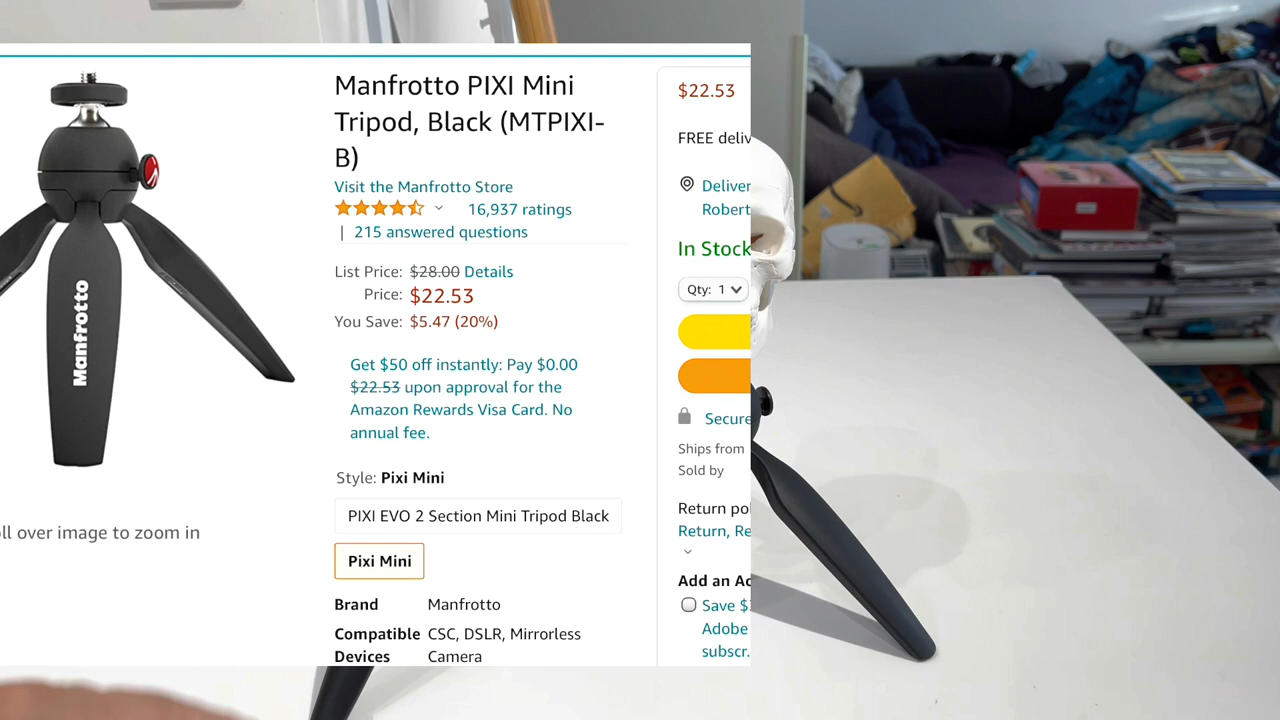 Manfrotto
ll over image to zoom in
Manfrotto PIXI Mini
Tripod, Black (MTPIXI-
B)
Visit the Manfrotto Store
16,937 ratings
| 215 answered questions
List Price: $28.00 Details
Price: $22.53
You Save: $5.47 (20%)
Get $50 off instantly: Pay $0.00
$22.53 upon approval for the
Amazon Rewards Visa Card. No
annual fee.
Style: Pixi Mini
PIXI EVO 2 Section Mini Tripod Black
Pixi Mini
Brand Manfrotto
Compatible CSC, DSLR, Mirrorless
Devices Camera
$22.53
FREE deliv
Deliver
Robert
In Stock
Qty: 1
Secure
Ships from
Sold by
Return po
Return, Re
Add an Ac
Save $
Adobe
subscr.